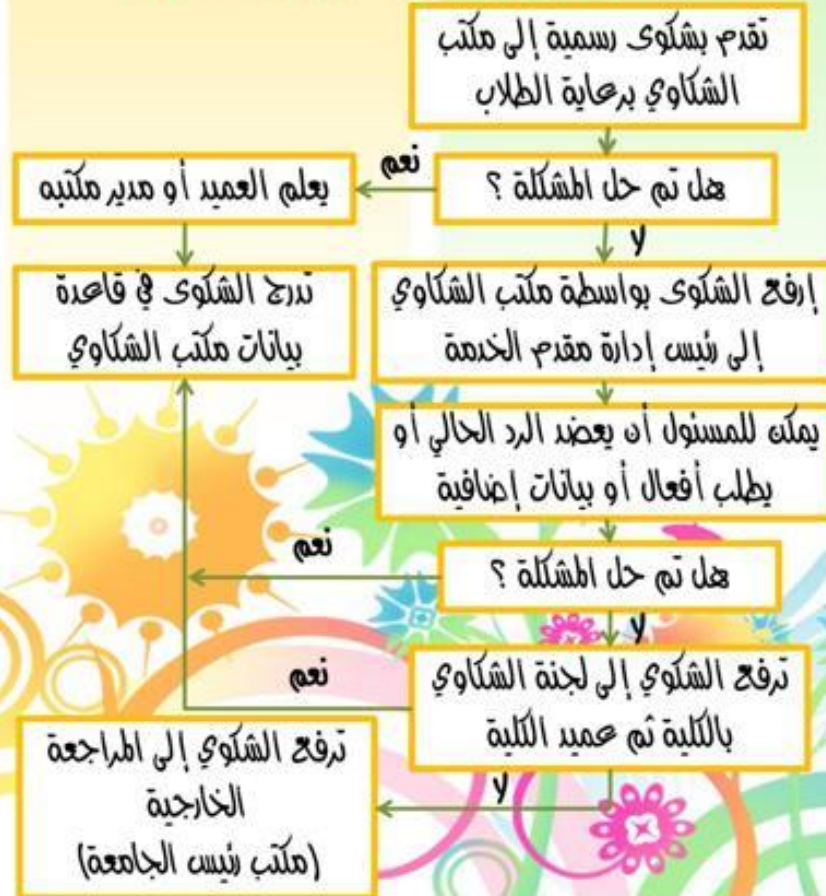 تقدم بشكوى رسمية إلى مكتب
الشكاوي برعاية الطلاب
هل تم حل المشكلة ؟
نعم
يعلم العميد أو مدير مكتبه
تدرج الشكوى في قاعدة
بيانات مكتب الشكاوي
لا
إرفع الشكوى بواسطة مكتب الشكاوي
إلى رئيس إدارة مقدم الخدمة
يمكن للمسئول أن يعضد الرد الحالي أو
يطلب أفعال أو بيانات إضافية
هل تم حل المشكلة ؟
نعم
لا
ترفع الشكوي إلى لجنة الشكاوي
بالكلية ثم عميد الكلية
نعم
لا
ترفع الشكوي إلى المراجعة
الخارجية
(مكتب رئيس الجامعة)